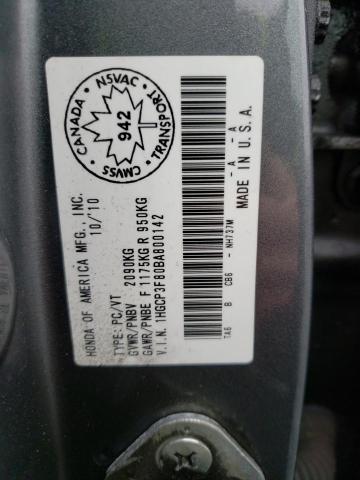 HONDA OF AMERICA MFG., INC.
10/'10
TYPE: PC/VT
GVWR/PNBV 2090KG
GAWR/PNBE F 1175KG R 950KG
V.I.N. 1HGCP3F80BA800142
CANADA
NSVAC
TRANSPORT
CMVSS
942
TA6 B CB6 - NH737M - A - A
MADE IN U.S.A.